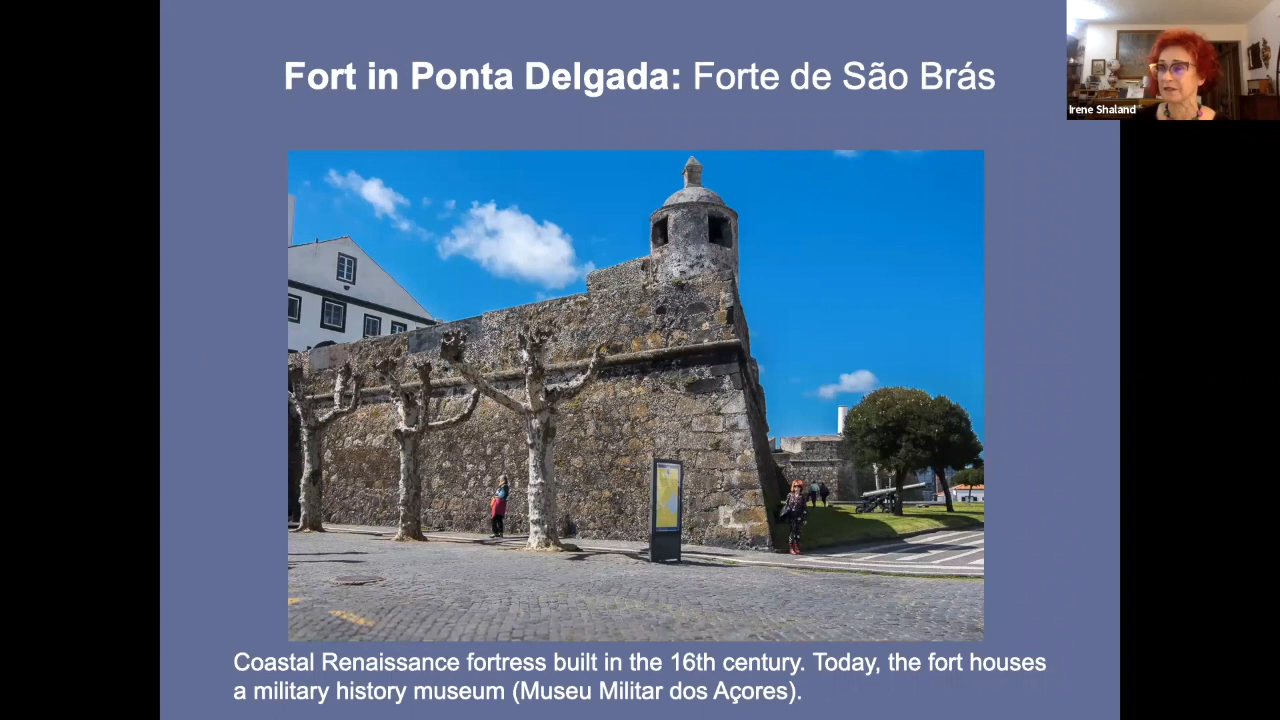 Fort in Ponta Delgada: Forte de São Brás
Irene Shaland
Coastal Renaissance fortress built in the 16th century. Today, the fort houses
a military history museum (Museu Militar dos Açores).